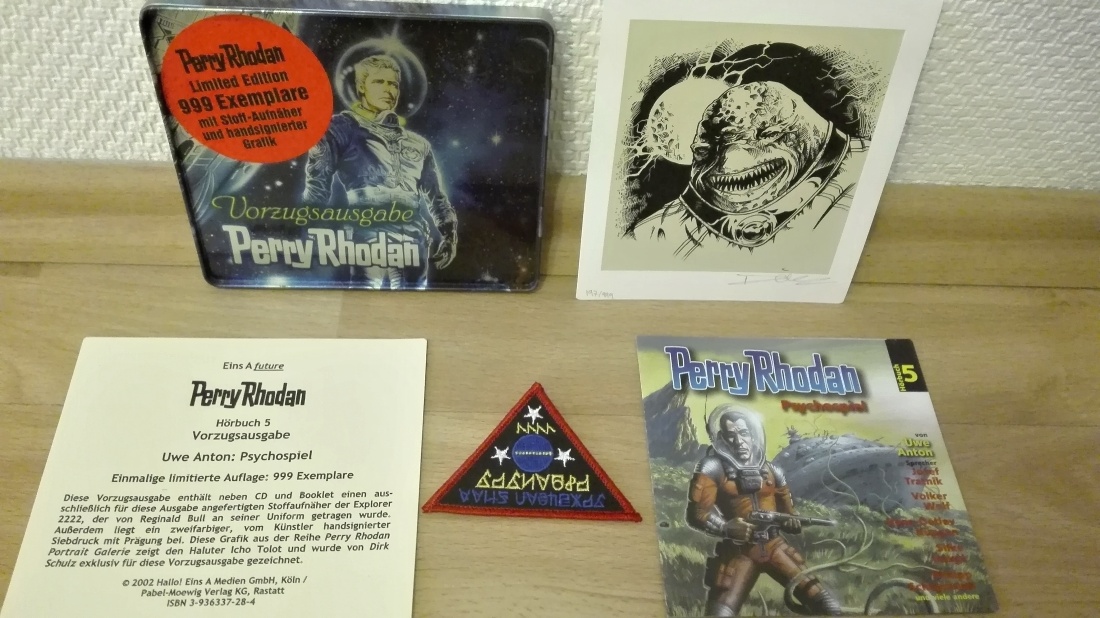 Perry Rhodan
Limited Edition
999 Exemplare
mit Stoff-Aufnäher
und handsignierter
Grafik
Vorzugsausgabe
Perry Rhodan
Eins A future
Perry Rhodan
Hörbuch 5
Vorzugsausgabe
Uwe Anton: Psychospiel
Einmalige limitierte Auflage: 999 Exemplare
Diese Vorzugsausgabe enthält neben CD und Booklet einen aus-
schließlich für diese Ausgabe angefertigten Stoffaufnäher der Explorer
2222, der von Reginald Bull an seiner Uniform getragen wurde.
Außerdem liegt ein zweifarbiger, vom Künstler handsignierter
Siebdruck mit Prägung bei. Diese Grafik aus der Reihe Perry Rhodan
Portrait Galerie zeigt den Haluter Icho Tolot und wurde von Dirk
Schulz exklusiv für diese Vorzugsausgabe gezeichnet.
© 2002 Hallo! Eins A Medien GmbH, Köln /
Pabel-Moewig Verlag KG, Rastatt
ISBN 3-936337-28-4
Perry Rhodan
Hörbuch 5
Psychospiel
von
Uwe
Anton
Sprecher
Josef
Tratnik
Volker
Wolf
und viele andere